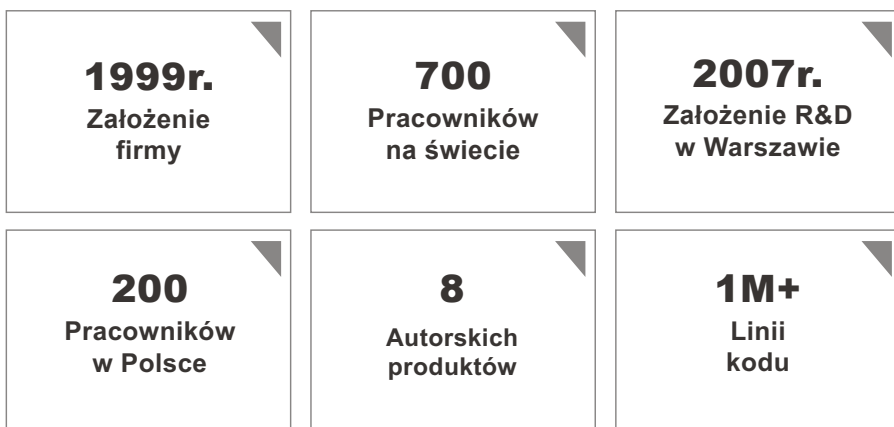 1999r.
Założenie
firmy
700
Pracowników
na świecie
2007r.
Założenie R&D
w Warszawie
200
Pracowników
w Polsce
8
Autorskich
produktów
1M+
Linii
kodu